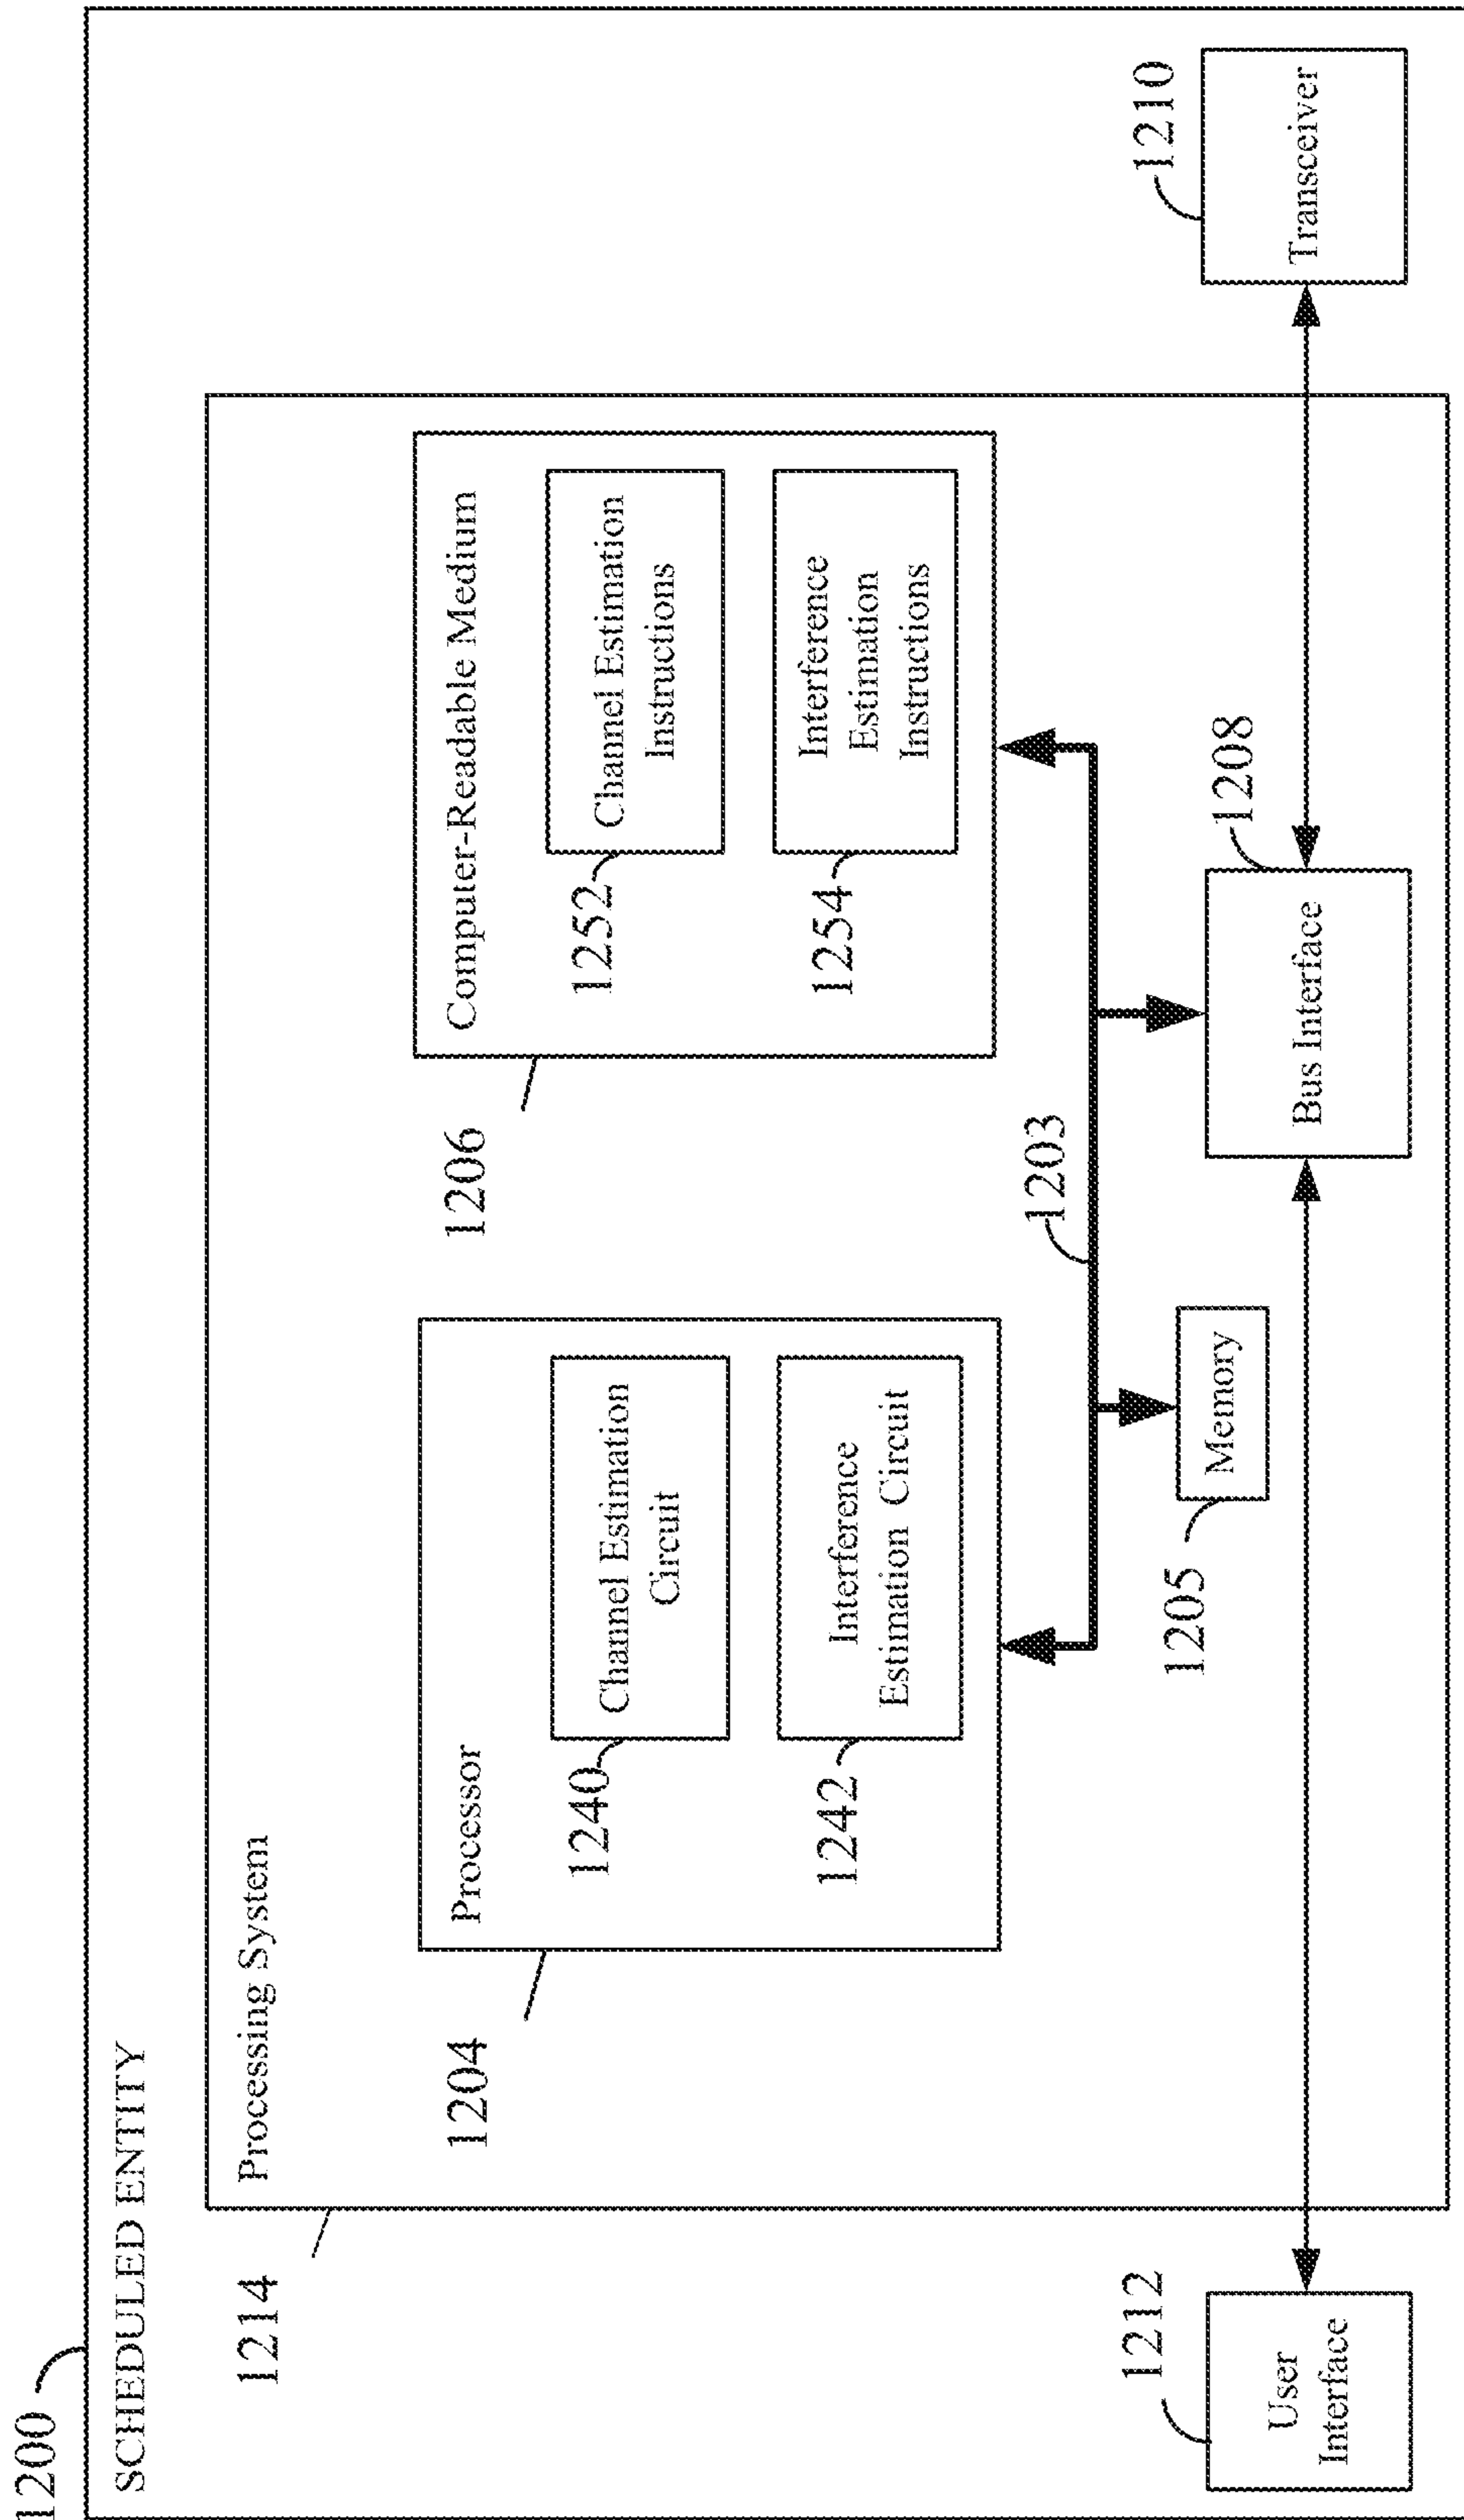 1200
SCHEDULED ENTITY
1214
Processing System
1204
Processor
1240
Channel Estimation
Circuit
1242
Interference
Estimation Circuit
1206
Computer-Readable Medium
1252
Channel Estimation
Instructions
1254
Interference
Estimation
Instructions
1203
1205
Memory
1208
Bus Interface
1212
User
Interface
1210
Transceiver